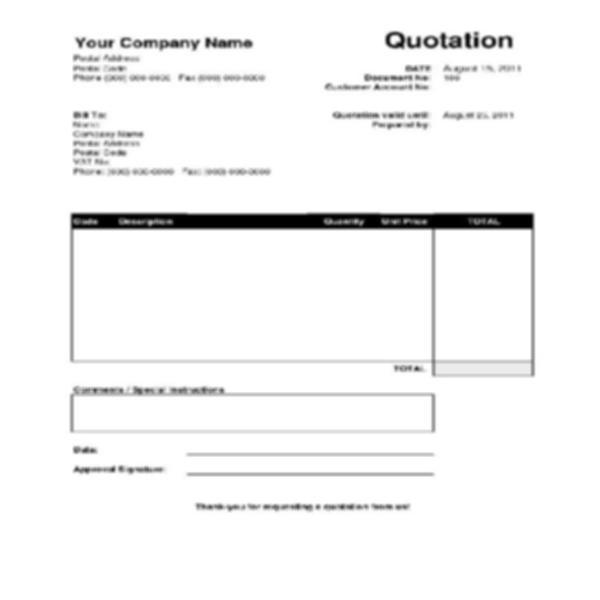 Your Company Name
Quotation
Postal Address
Postal Code
Phone (000) 000-0000 Fax (000) 000-0000
DATE August 15, 2011
Document No: 100
Customer Account No:
Bill To:
Name
Company Name
Postal Address
Postal Code
VAT No
Phone: (000) 000-0000 Fax: (000) 000-0000
Quotation valid until: August 2011
Prepared by:
Code Description Quantity Unit Price TOTAL
TOTAL
Comments / Special Instructions
Date:
Approval Signature:
Thank you for requesting a quotation from us!